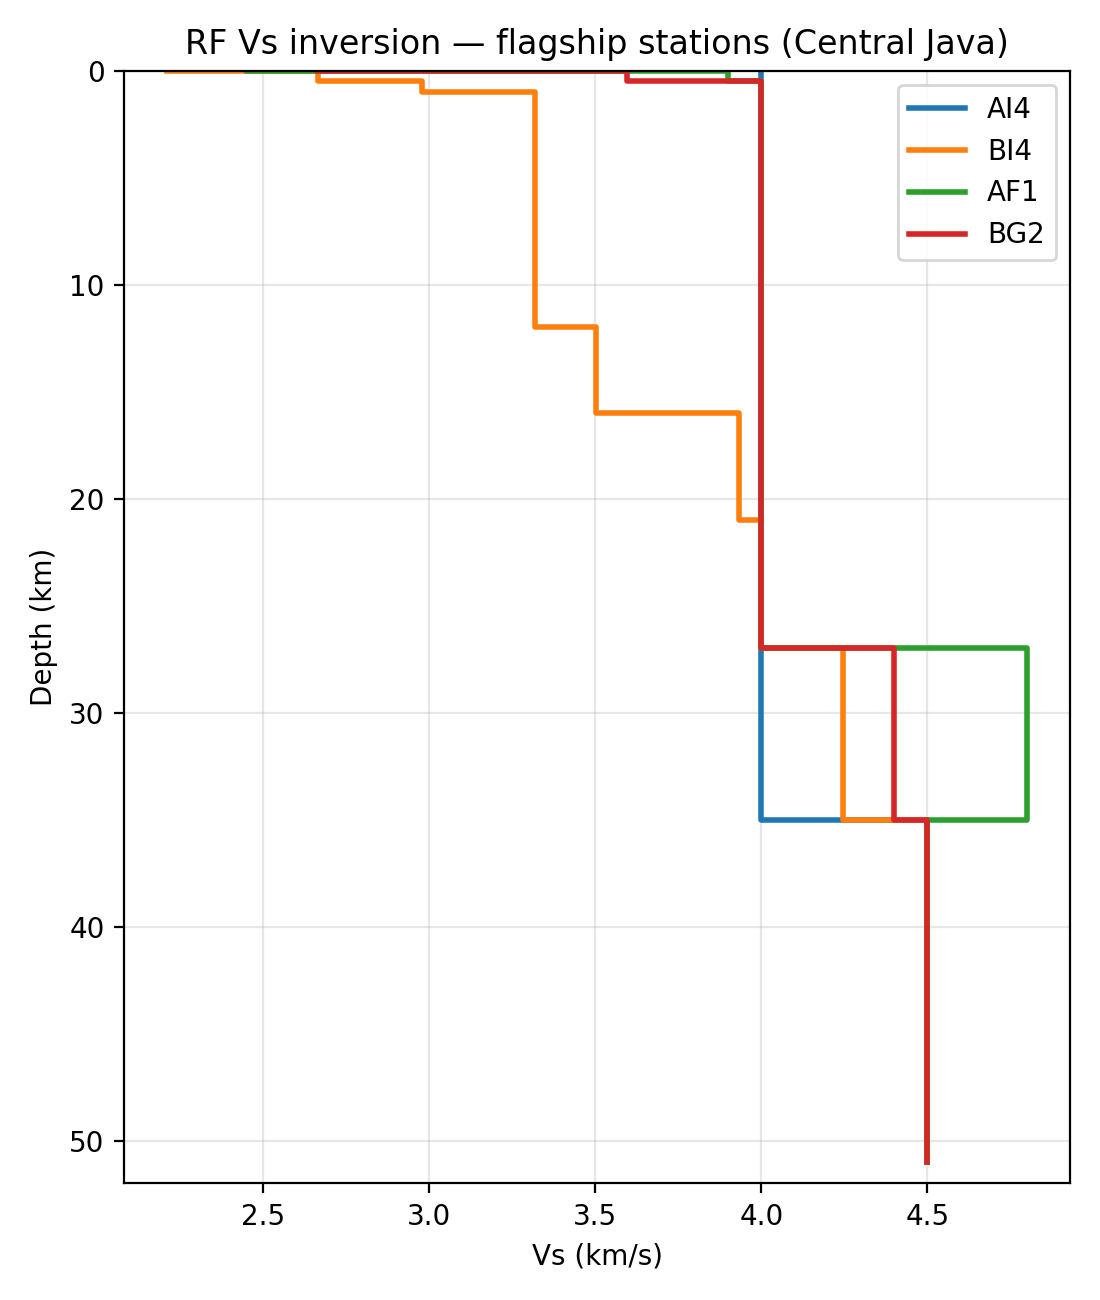 RF Vs inversion — flagship stations (Central Java)
AI4
BI4
AF1
BG2
0
10
20
30
40
50
Depth (km)
2.5 3.0 3.5 4.0 4.5
Vs (km/s)